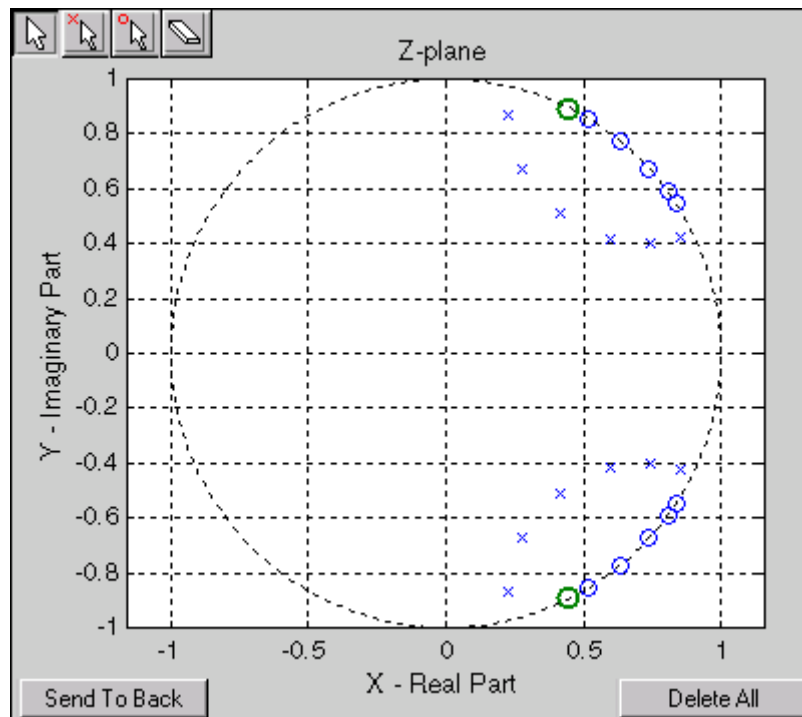 Z-plane
1
0.8
0.6
0.4
0.2
0
-0.2
-0.4
-0.6
-0.8
-1
Y - Imaginary Part
-1 -0.5 0 0.5 1
X - Real Part
Send To Back
Delete All